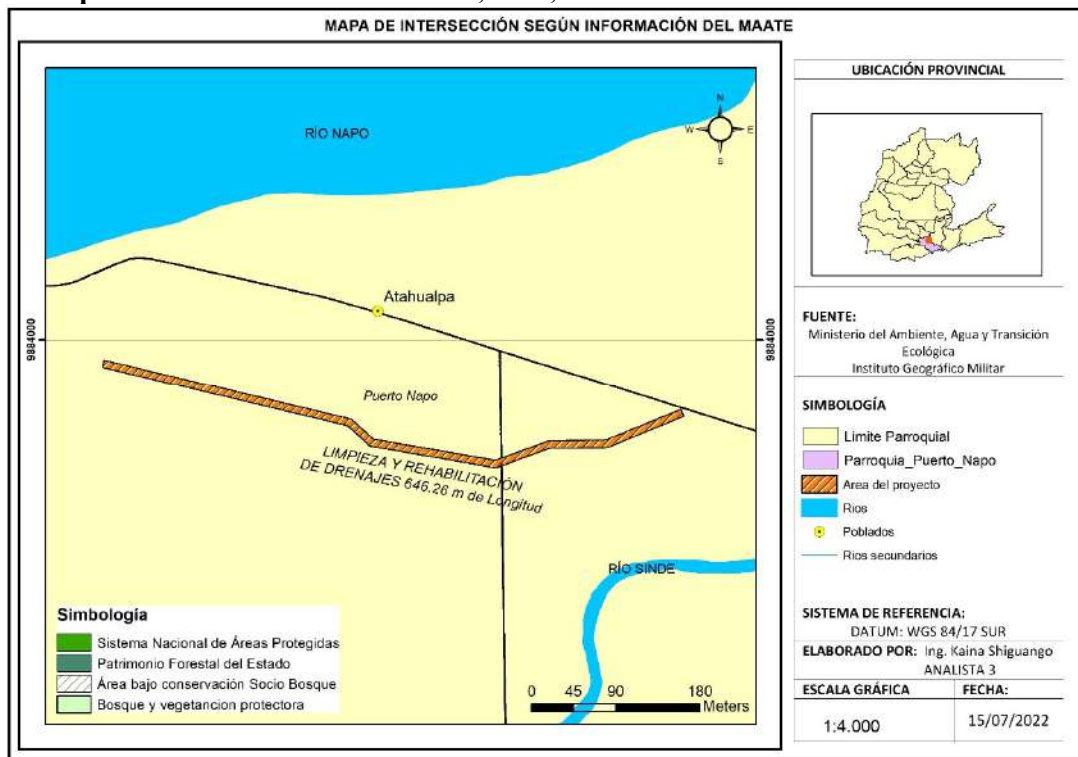 MAPA DE INTERSECCIÓN SEGÚN INFORMACIÓN DEL MAATE
RÍO NAPO
N
W
E
S
Atahualpa
9884000
9884000
Puerto Napo
LIMPIEZA Y REHABILITACIÓN
DE DRENAJES 646.26 m de Longitud
RÍO SINDE
Simbología
Sistema Nacional de Áreas Protegidas
Patrimonio Forestal del Estado
Área bajo conservación Socio Bosque
Bosque y vegetancion protectora
0 45 90 180
Meters
UBICACIÓN PROVINCIAL
FUENTE:
Ministerio del Ambiente, Agua y Transición
Ecológica
Instituto Geográfico Militar
SIMBOLOGÍA
Limite Parroquial
Parroquia_Puerto_Napo
Area del proyecto
Rios
Poblados
Rios secundarios
SISTEMA DE REFERENCIA:
DATUM: WGS 84/17 SUR
ELABORADO POR: Ing. Kaina Shiguango
ANALISTA 3
ESCALA GRÁFICA
FECHA:
1:4.000
15/07/2022